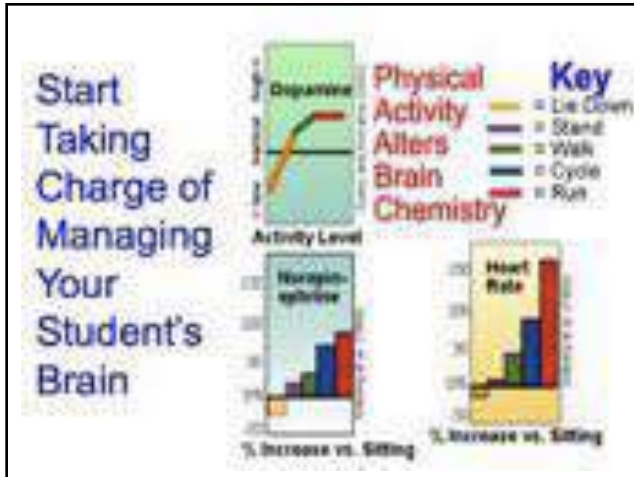 Start
Taking
Charge of
Managing
Your
Student's
Brain
Dopamine
Activity Level
Physical
Activity
Alters
Brain
Chemistry
Key
= Lie Down
= Stand
= Walk
= Cycle
= Run
Norepin-
ephrine
% Increase vs. Sitting
Heart
Rate
% Increase vs. Sitting